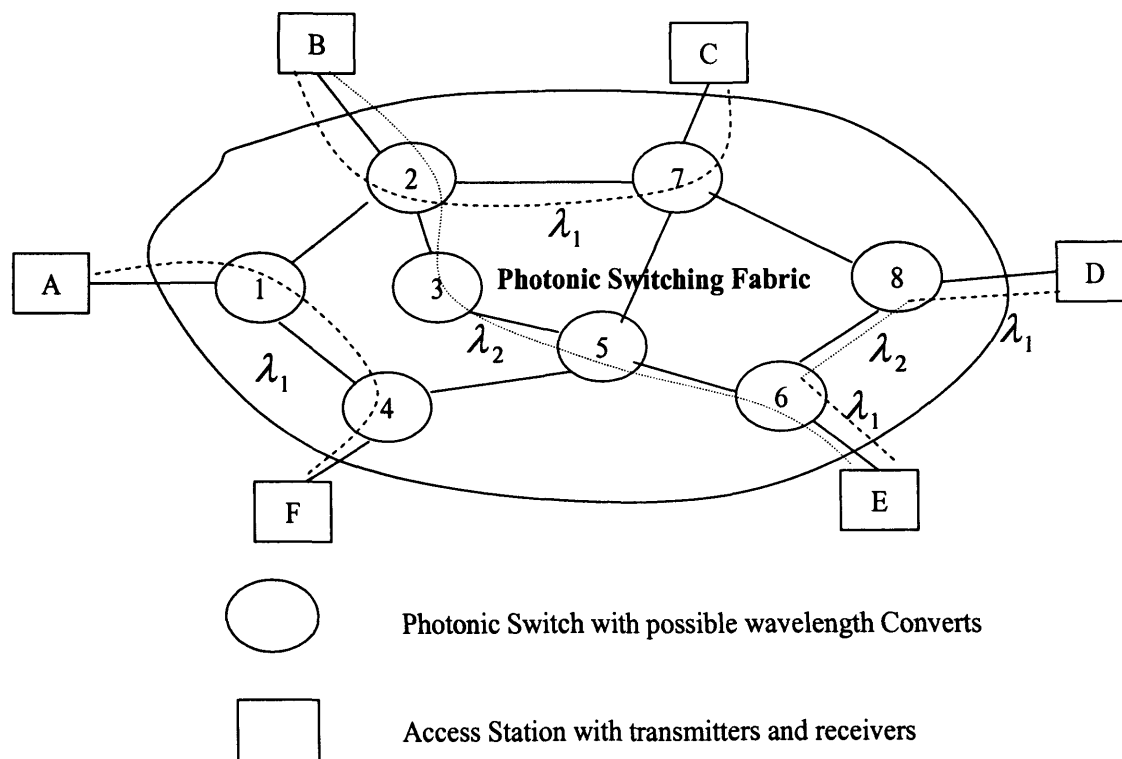 B
C
2
7
λ1
A
1
3
Photonic Switching Fabric
8
D
λ2
5
λ1
λ1
λ2
4
6
λ1
F
E
Photonic Switch with possible wavelength Converts
Access Station with transmitters and receivers